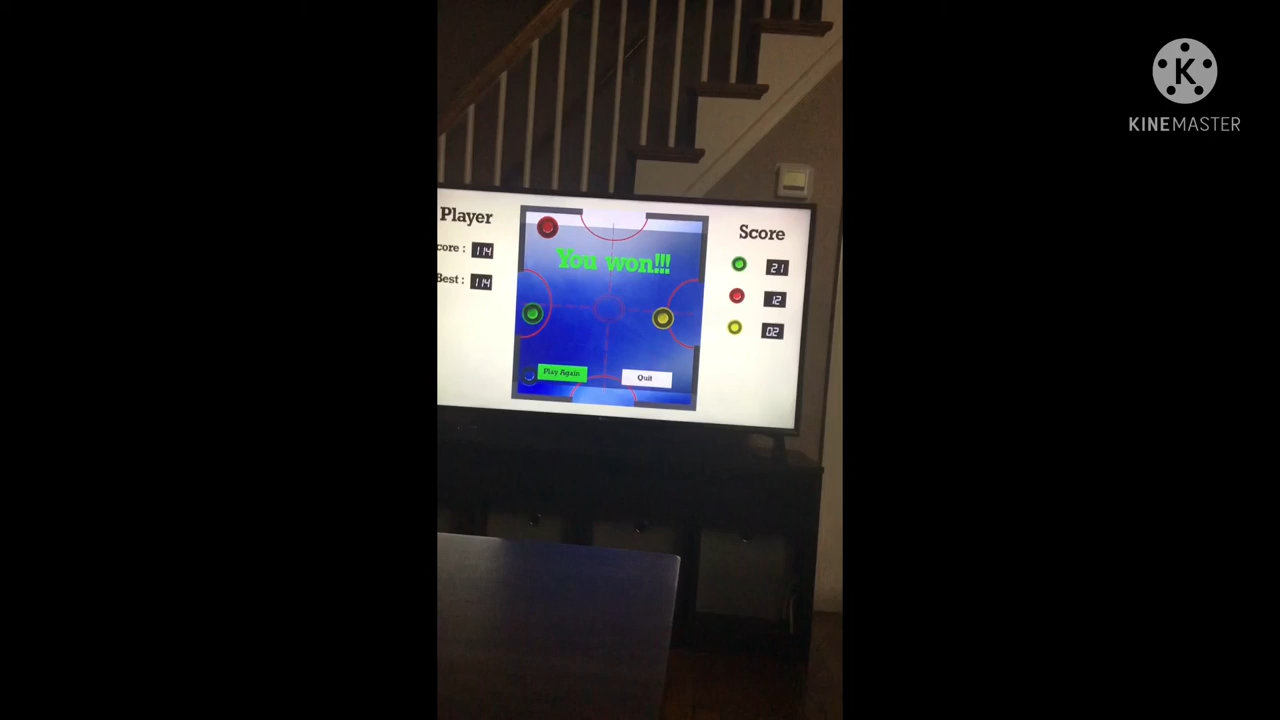 K
KINEMASTER
Player
core : 114
Best : 114
You won!!!
Play Again
Quit
Score
21
12
02